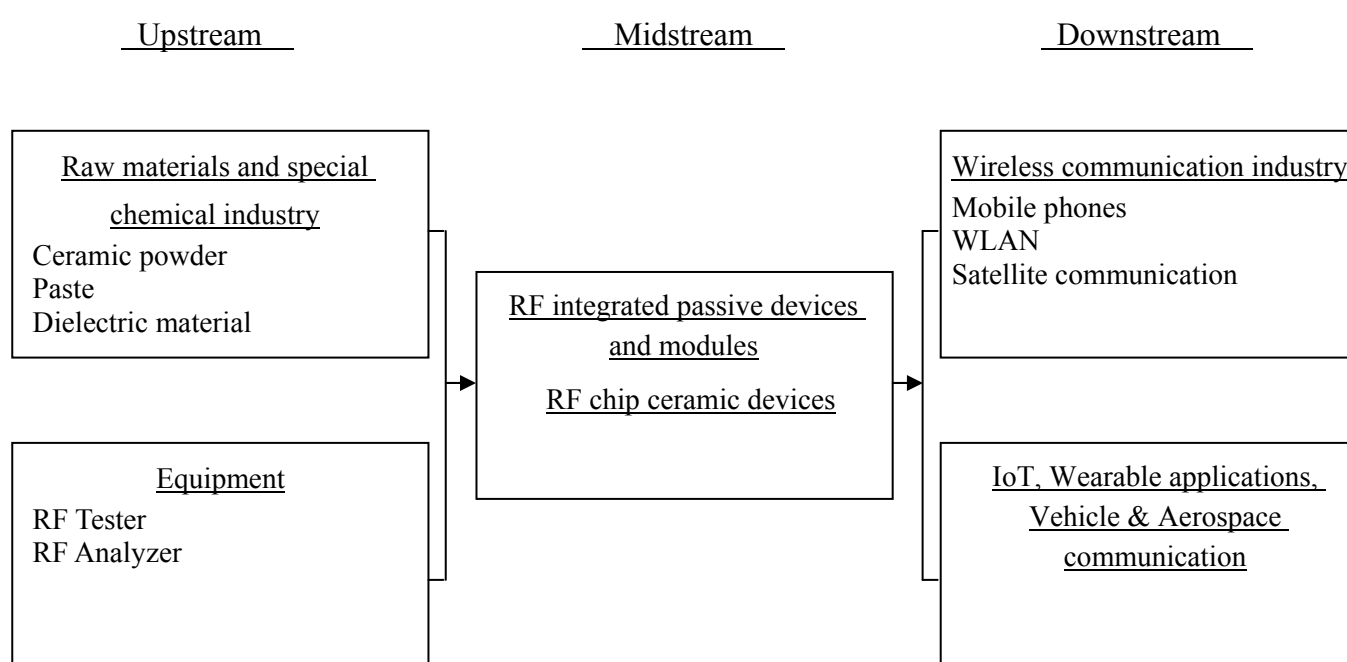 Upstream
Midstream
Downstream
Raw materials and special
chemical industry
Ceramic powder
Paste
Dielectric material
Equipment
RF Tester
RF Analyzer
RF integrated passive devices
and modules
RF chip ceramic devices
Wireless communication industry
Mobile phones
WLAN
Satellite communication
IoT, Wearable applications,
Vehicle & Aerospace
communication